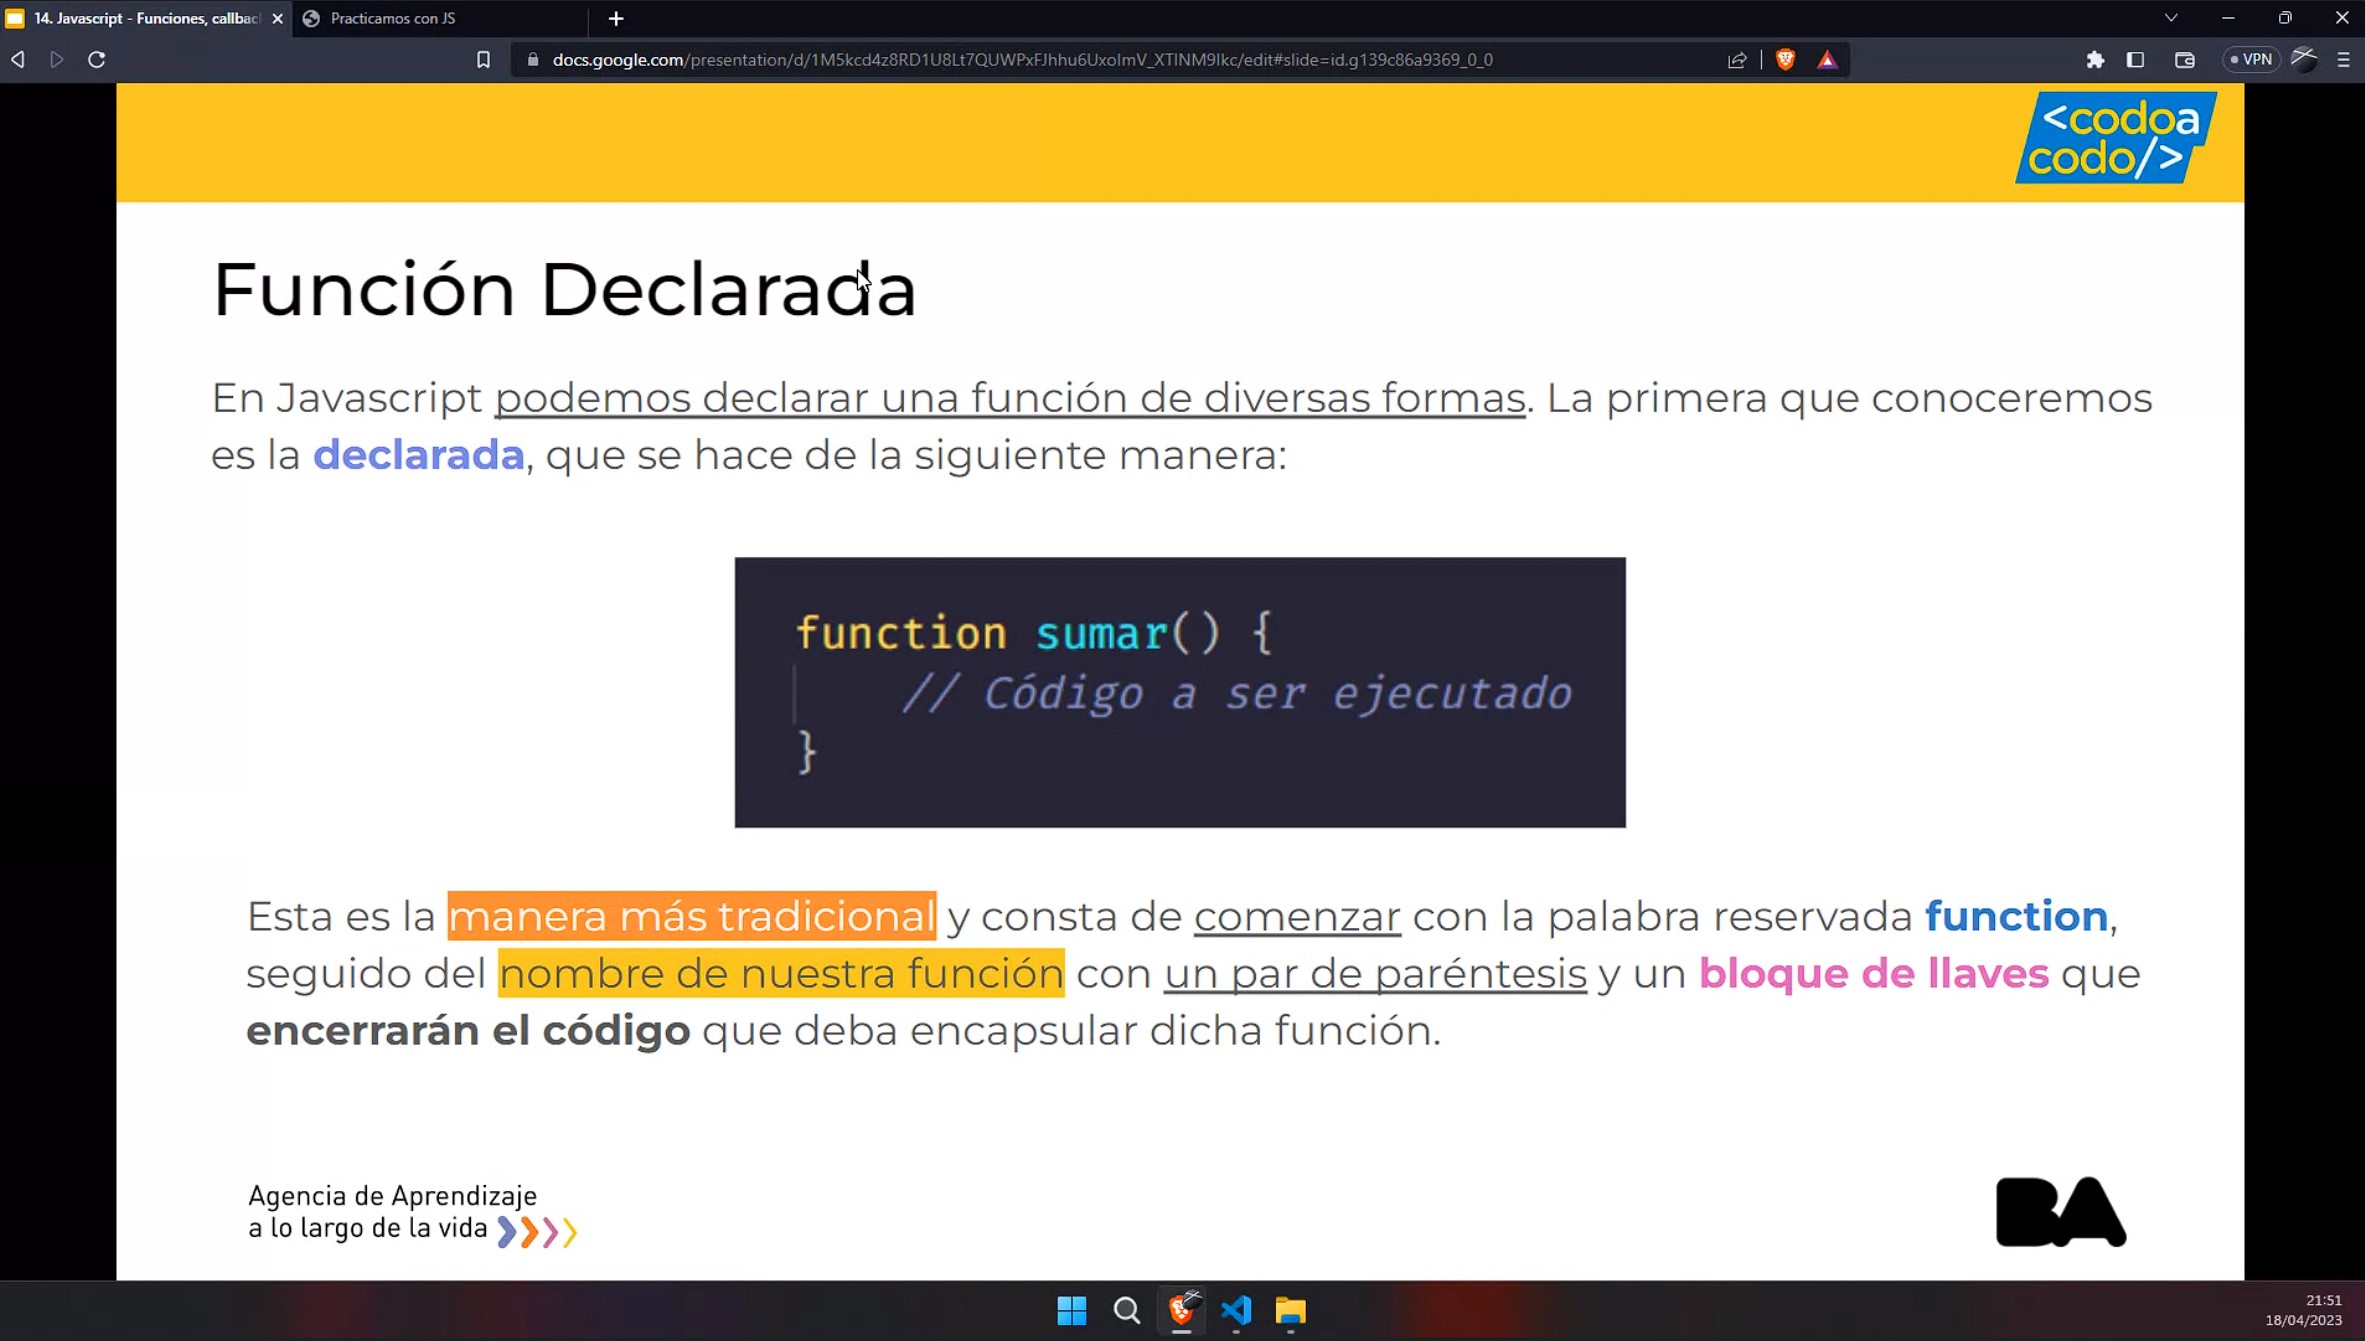 14. Javascript - Funciones, callbac
Practicamos con JS
docs.google.com/presentation/d/1M5kcd4z8RD1U8Lt7QUWPxFJhhu6UxoImV_XTlNM9lkc/edit#slide=id.g139c86a9369_0_0
VPN
<codoa
codo/>
Función Declarada
En Javascript podemos declarar una función de diversas formas. La primera que conoceremos
es la declarada, que se hace de la siguiente manera:
function sumar() {
// Código a ser ejecutado
}
Esta es la manera más tradicional y consta de comenzar con la palabra reservada function,
seguido del nombre de nuestra función con un par de paréntesis y un bloque de llaves que
encerrarán el código que deba encapsular dicha función.
Agencia de Aprendizaje
a lo largo de la vida
BA
21:51
18/04/2023